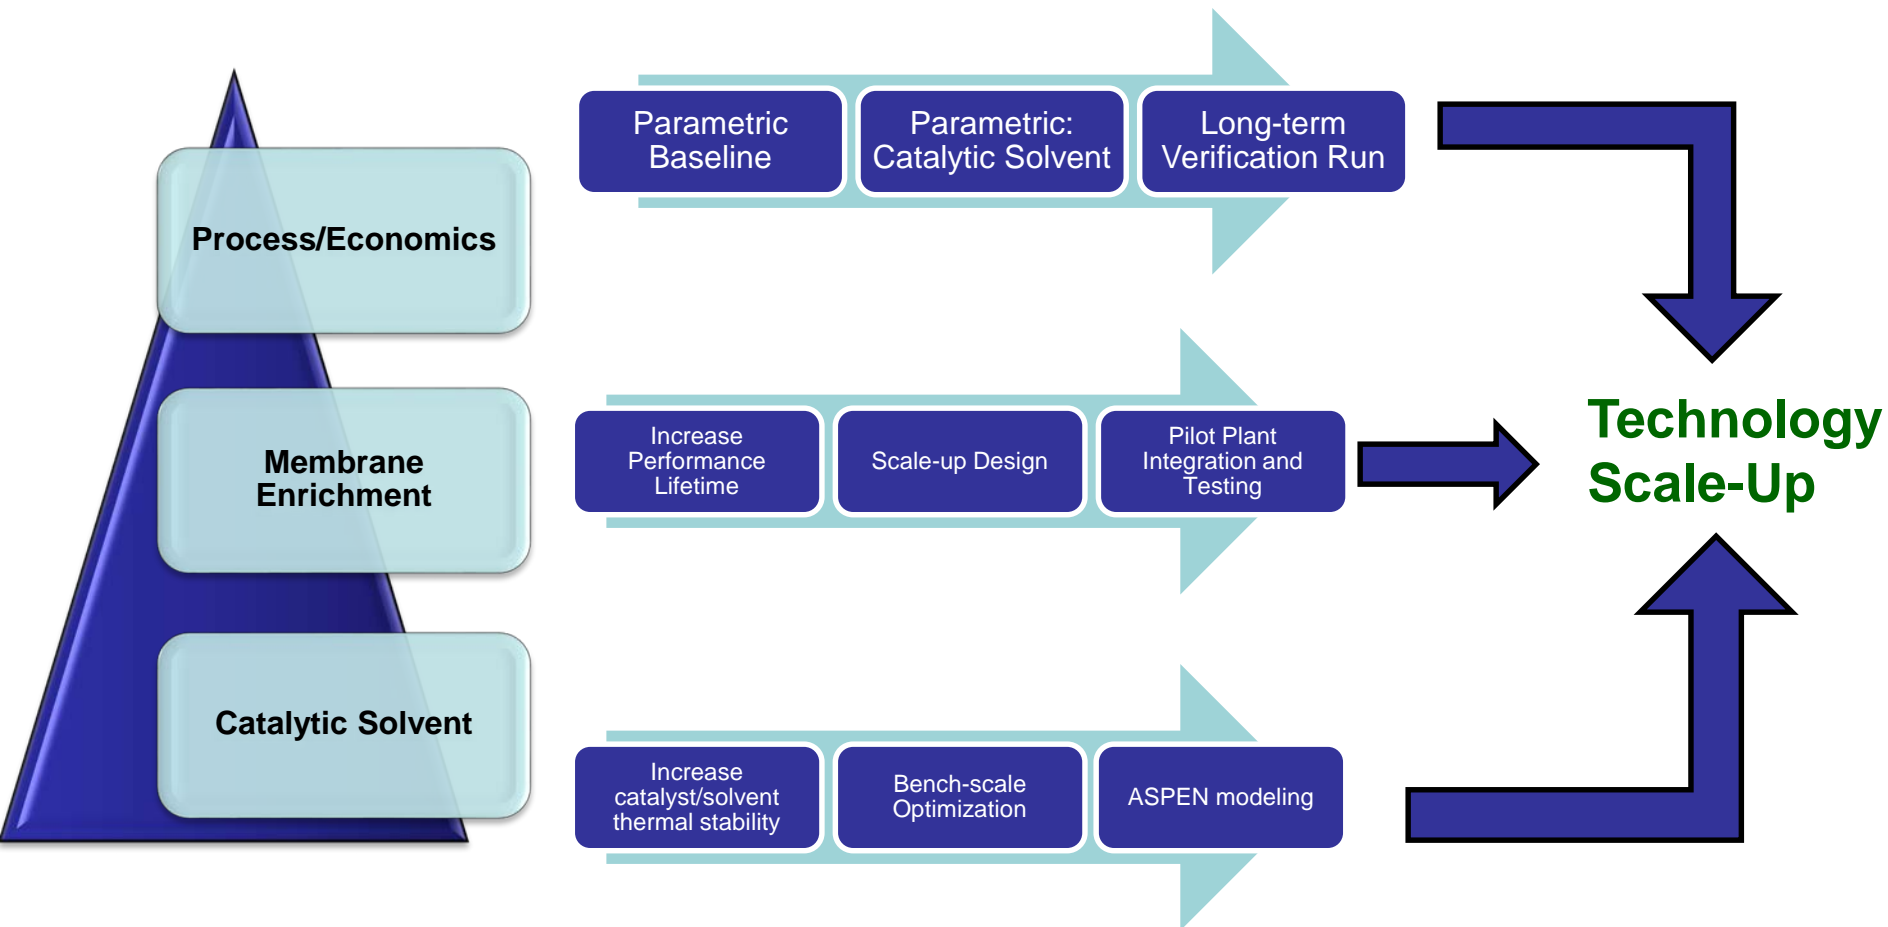 Process/Economics
Parametric
Baseline
Parametric:
Catalytic Solvent
Long-term
Verification Run
Membrane
Enrichment
Increase
Performance
Lifetime
Scale-up Design
Pilot Plant
Integration and
Testing
Catalytic Solvent
Increase
catalyst/solvent
thermal stability
Bench-scale
Optimization
ASPEN modeling
Technology
Scale-Up